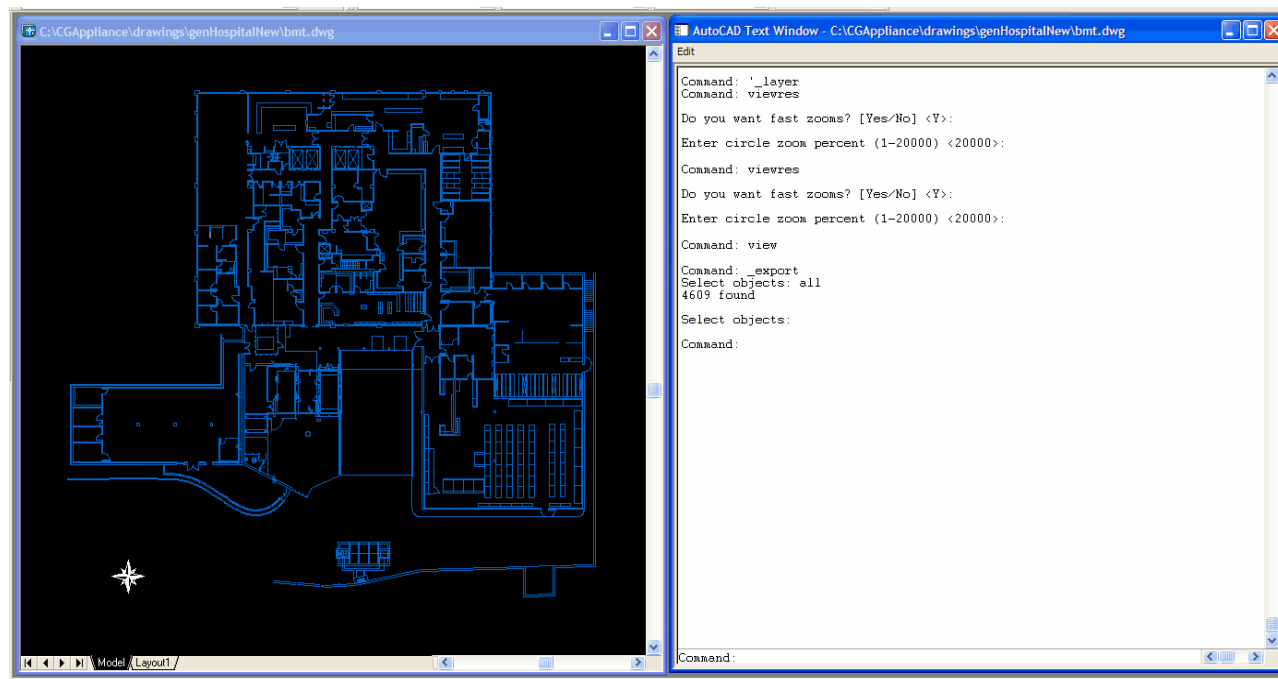 C:\CGAppliance\drawings\genHospitalNew\bmt.dwg
Model
Layout1
AutoCAD Text Window - C:\CGAppliance\drawings\genHospitalNew\bmt.dwg
Edit
Command: '_layer
Command: viewres
Do you want fast zooms? [Yes/No] <Y>:
Enter circle zoom percent (1-20000) <20000>:
Command: viewres
Do you want fast zooms? [Yes/No] <Y>:
Enter circle zoom percent (1-20000) <20000>:
Command: view
Command: _export
Select objects: all
4609 found
Select objects:
Command:
Command: